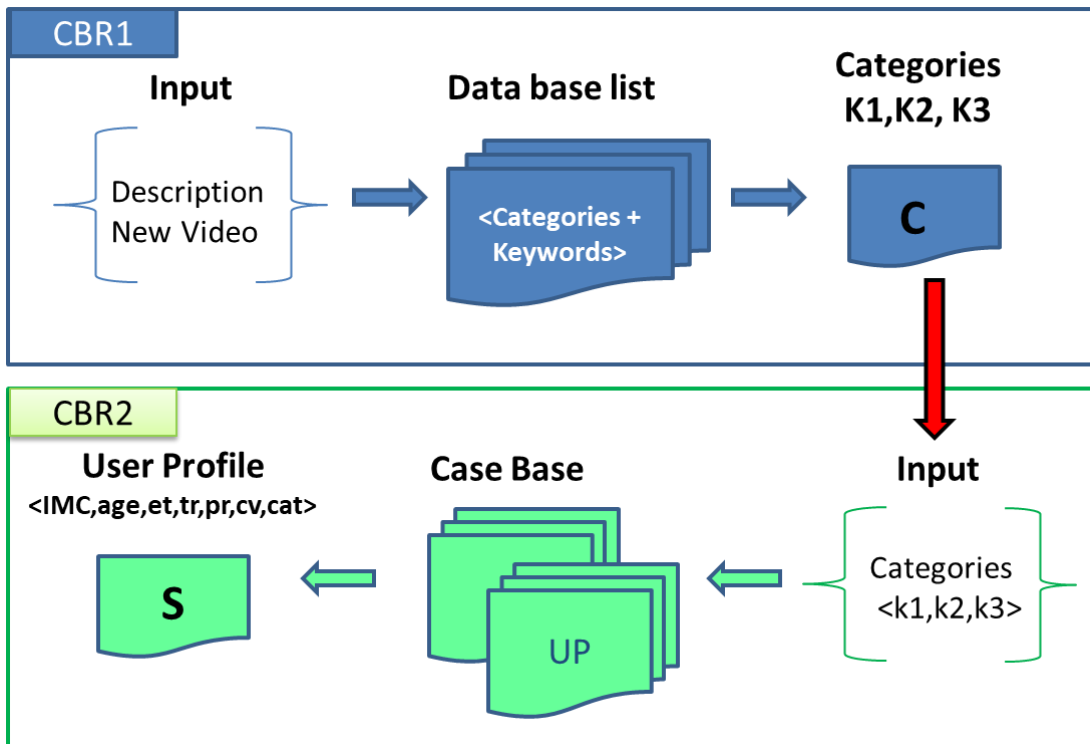 CBR1
Input
Description
New Video
Data base list
<Categories +
Keywords>
Categories
K1,K2, K3
C
CBR2
User Profile
<IMC,age,et,tr,pr,cv,cat>
S
Case Base
UP
Input
Categories
<k1,k2,k3>